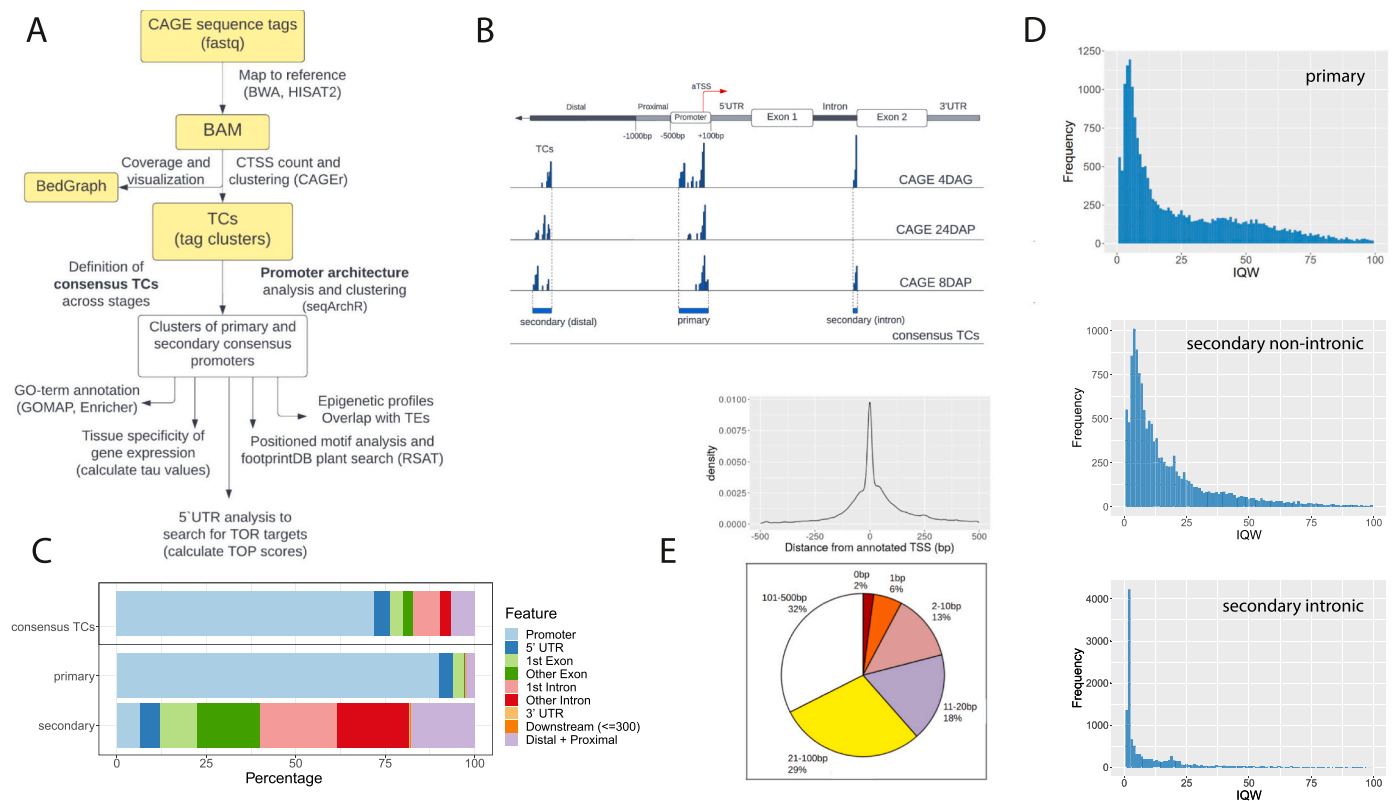 A
CAGE sequence tags
(fastq)
Map to reference
(BWA, HISAT2)
BAM
Coverage and
visualization
CTSS count and
clustering (CAGEr)
BedGraph
TCs
(tag clusters)
Definition of
consensus TCs
across stages
Promoter architecture
analysis and clustering
(seqArchR)
Clusters of primary and
secondary consensus
promoters
GO-term annotation
(GOMAP, Enricher)
Tissue specificity of
gene expression
(calculate tau values)
Epigenetic profiles
Overlap with TEs
Positioned motif analysis and
footprintDB plant search (RSAT)
5`UTR analysis to
search for TOR targets
(calculate TOP scores)
B
aTSS
Distal
Proximal
Promoter
5'UTR
Exon 1
Intron
Exon 2
3'UTR
-1000bp
-500bp
+100bp
TCs
CAGE 4DAG
CAGE 24DAP
CAGE 8DAP
secondary (distal)
primary
secondary (intron)
consensus TCs
0.0100
0.0075
0.0050
0.0025
0.0000
density
-500
-250
0
250
500
Distance from annotated TSS (bp)
C
consensus TCs
primary
secondary
0
25
50
75
100
Percentage
Feature
Promoter
5' UTR
1st Exon
Other Exon
1st Intron
Other Intron
3' UTR
Downstream (<=300)
Distal + Proximal
D
primary
1250
1000
750
500
250
0
Frequency
0
25
50
75
100
IQW
secondary non-intronic
1000
750
500
250
0
Frequency
0
25
50
75
100
IQW
secondary intronic
4000
3000
2000
1000
0
Frequency
0
25
50
75
100
IQW
E
0bp
2%
1bp
6%
2-10bp
13%
11-20bp
18%
21-100bp
29%
101-500bp
32%